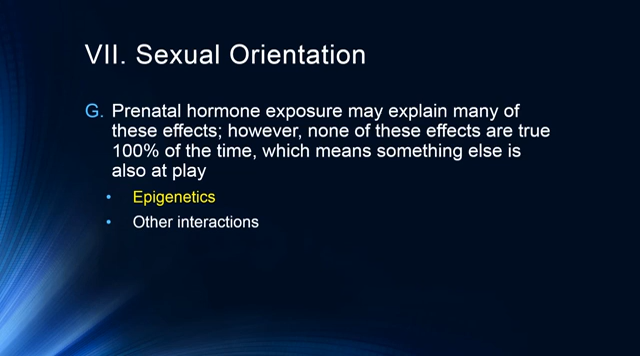 VII. Sexual Orientation
G. Prenatal hormone exposure may explain many of
these effects; however, none of these effects are true
100% of the time, which means something else is
also at play
• Epigenetics
• Other interactions